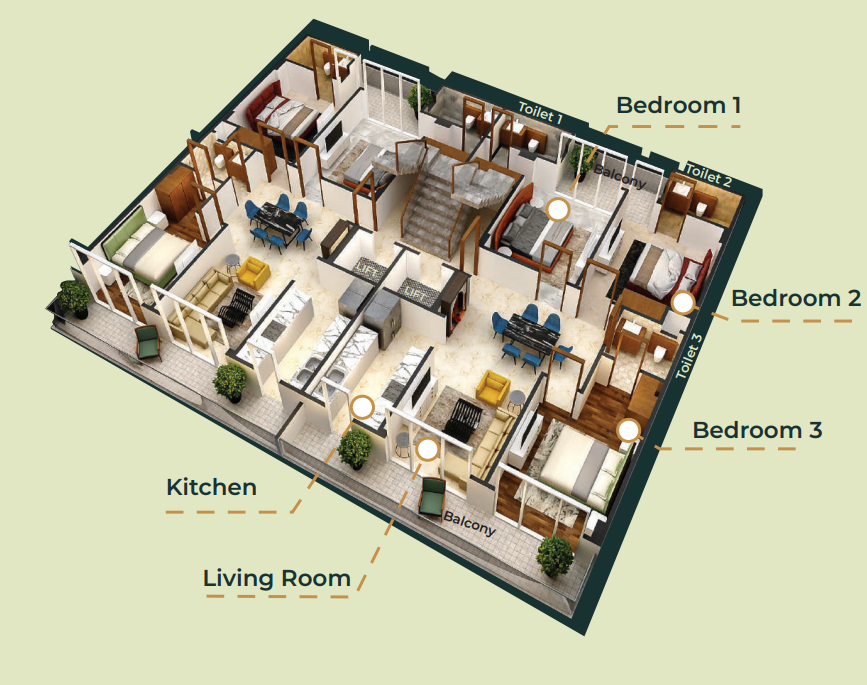 Toilet 1
Bedroom 1
Balcony
Toilet 2
LIFT
LIFT
Bedroom 2
Toilet 3
Bedroom 3
Kitchen
Balcony
Living Room